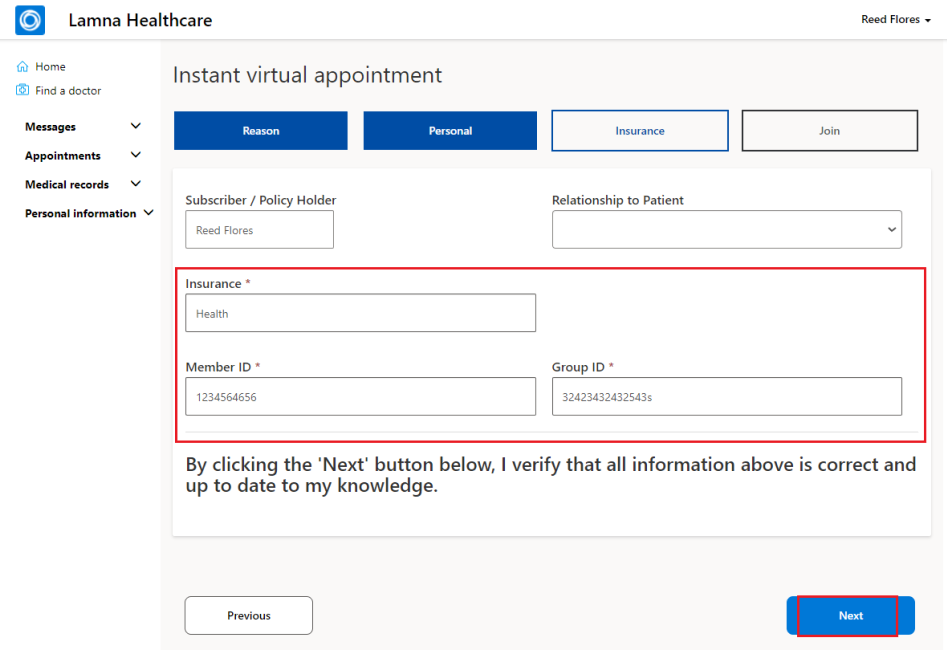 Lamna Healthcare
Reed Flores
Home
Find a doctor
Messages
Appointments
Medical records
Personal information
Instant virtual appointment
Reason
Personal
Insurance
Join
Subscriber / Policy Holder
Relationship to Patient
Reed Flores
Insurance *
Health
Member ID *
Group ID *
1234564656
32423432432543s
By clicking the 'Next' button below, I verify that all information above is correct and
up to date to my knowledge.
Previous
Next